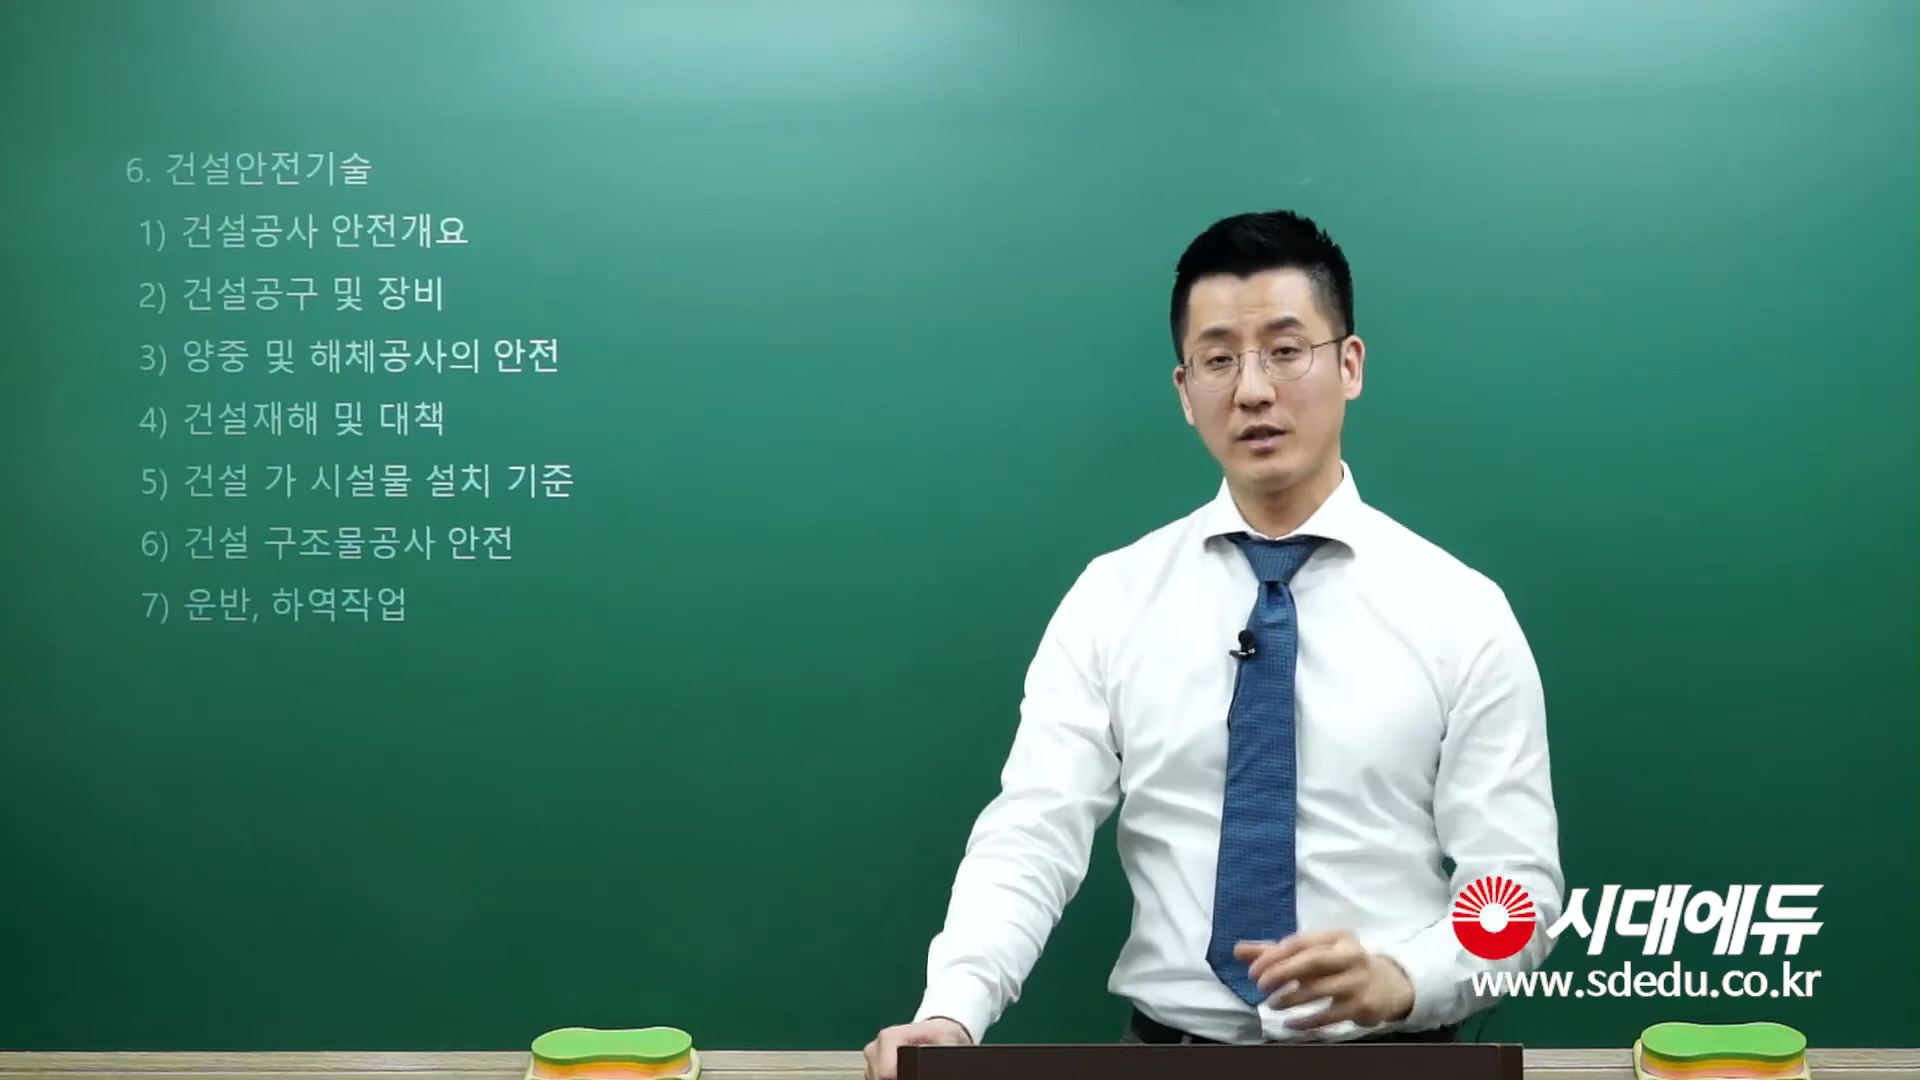 6. 건설안전기술
1) 건설공사 안전개요
2) 건설공구 및 장비
3) 양중 및 해체공사의 안전
4) 건설재해 및 대책
5) 건설 가 시설물 설치 기준
6) 건설 구조물공사 안전
7) 운반, 하역작업
시대에듀
www.sdedu.co.kr